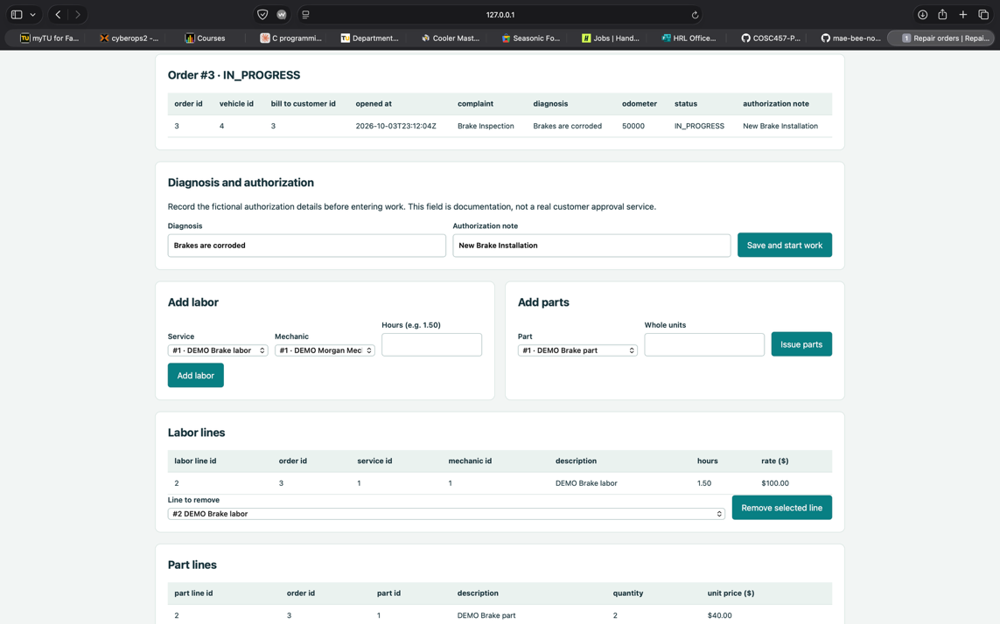 127.0.0.1
myTU for Fa...
cyberops2 -...
Courses
C programmi...
Department...
Cooler Mast...
Seasonic Fo...
Jobs | Hand...
HRL Office...
COSC457-P...
mae-bee-no...
1 Repair orders | Repai...
Order #3 · IN_PROGRESS
order id vehicle id bill to customer id opened at complaint diagnosis odometer status authorization note
3 4 3 2026-10-03T23:12:04Z Brake Inspection Brakes are corroded 50000 IN_PROGRESS New Brake Installation
Diagnosis and authorization
Record the fictional authorization details before entering work. This field is documentation, not a real customer approval service.
Diagnosis Authorization note
Brakes are corroded New Brake Installation Save and start work
Add labor
Hours (e.g. 1.50)
Service Mechanic
#1 · DEMO Brake labor #1 · DEMO Morgan Mec
Add labor
Add parts
Whole units
Part
#1 · DEMO Brake part Issue parts
Labor lines
labor line id order id service id mechanic id description hours rate ($)
2 3 1 1 DEMO Brake labor 1.50 $100.00
Line to remove
#2 DEMO Brake labor Remove selected line
Part lines
part line id order id part id description quantity unit price ($)
2 3 1 DEMO Brake part 2 $40.00